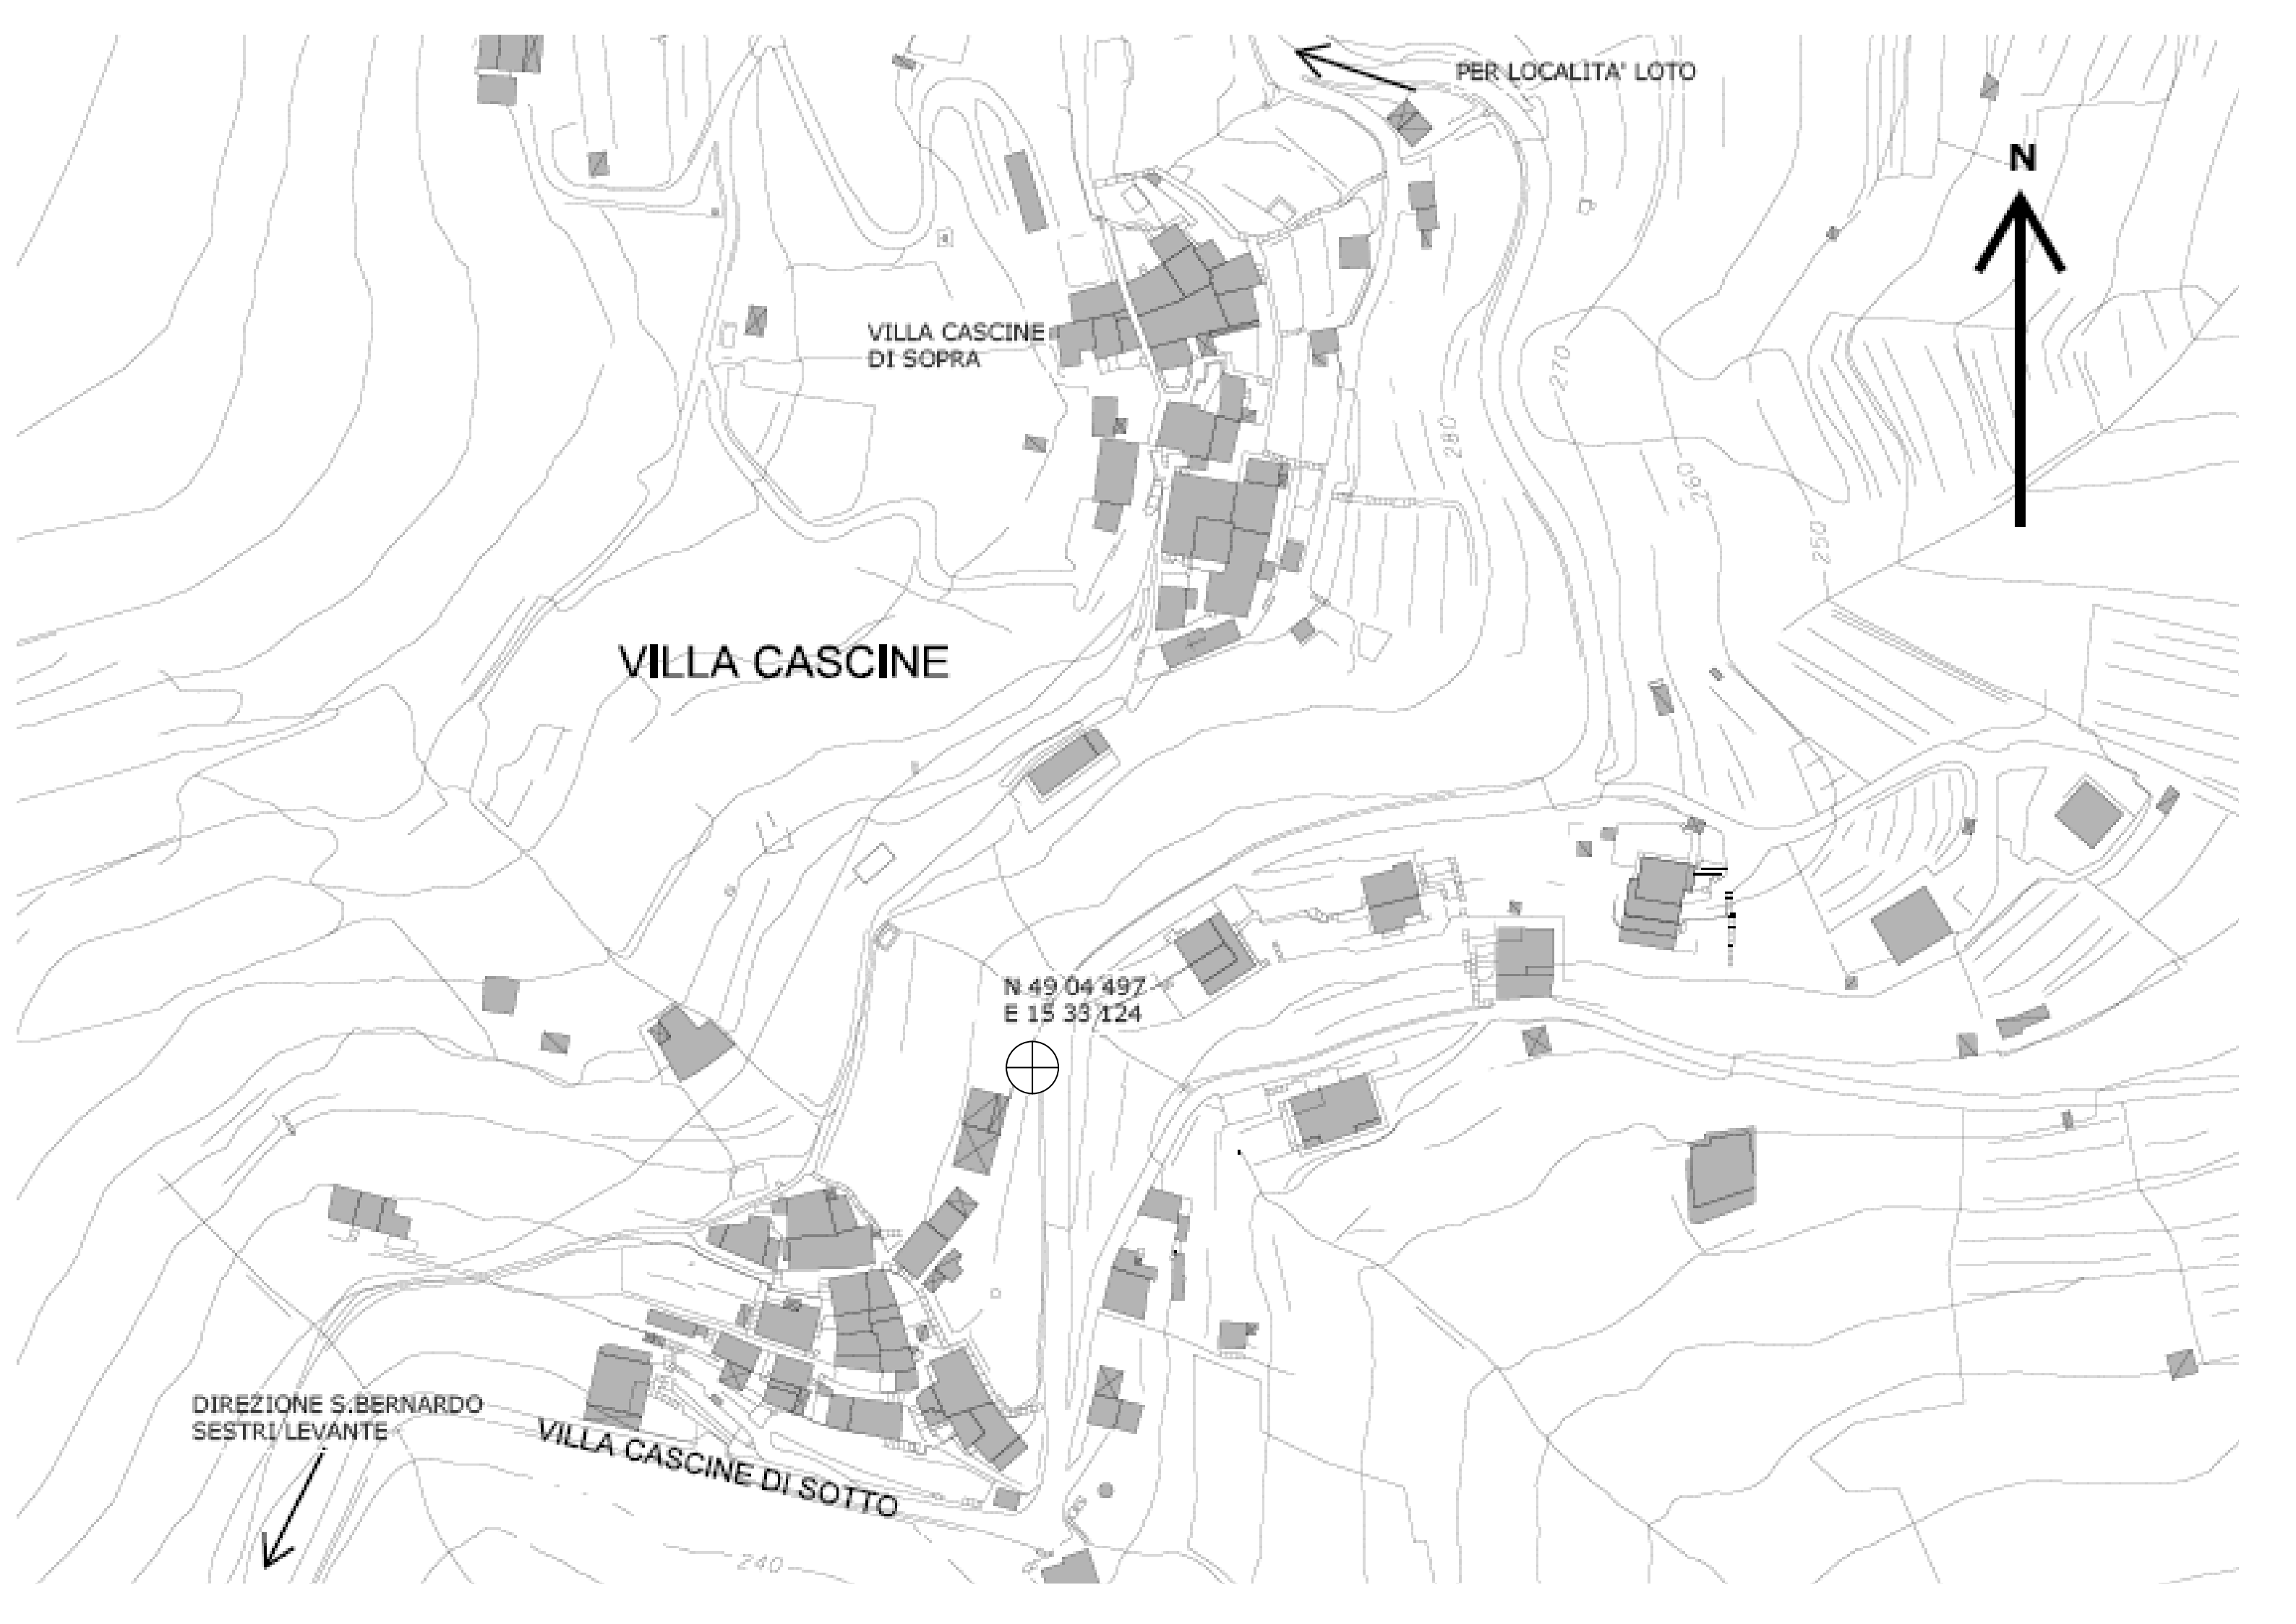 PER LOCALITA' LOTO
N
VILLA CASCINE
DI SOPRA
270
280
260
250
VILLA CASCINE
N 49 04 497
E 15 33 124
DIREZIONE S.BERNARDO
SESTRI LEVANTE
VILLA CASCINE DI SOTTO
240